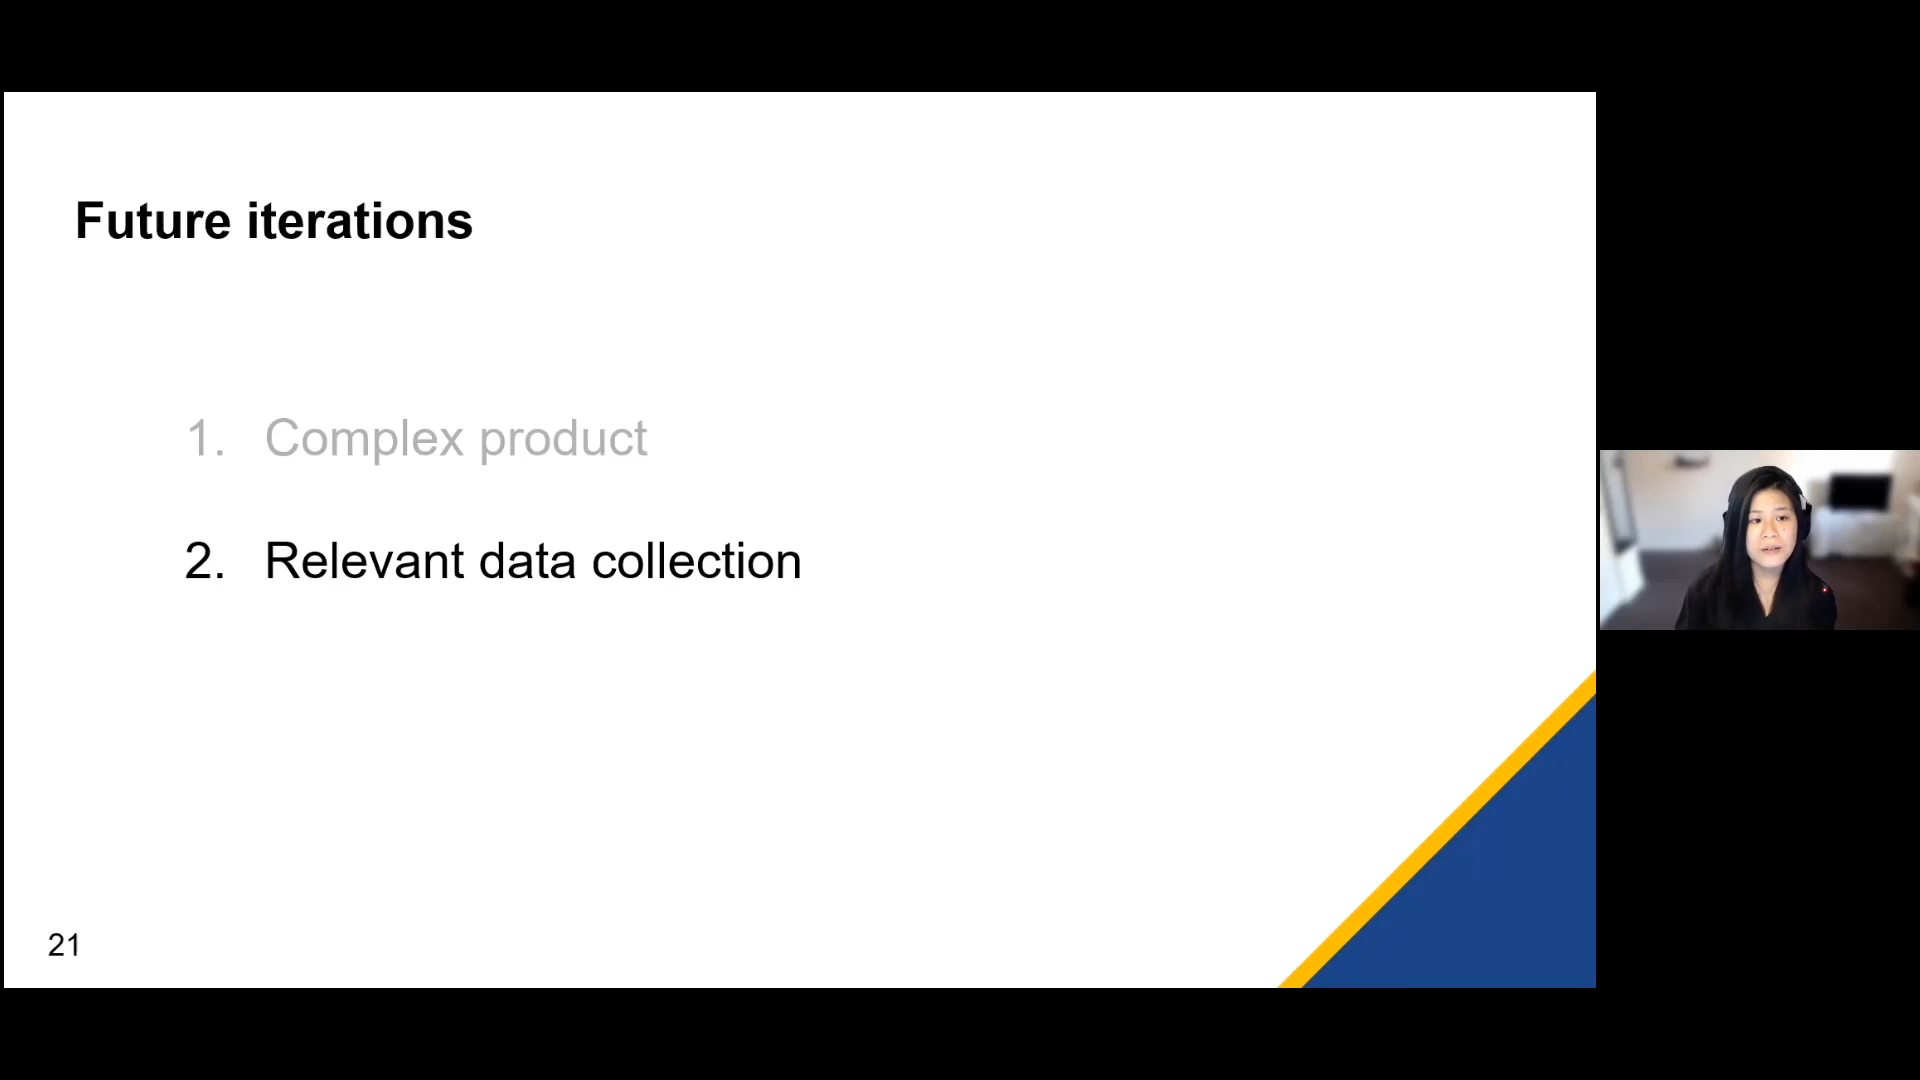 Future iterations
1. Complex product
2. Relevant data collection
21